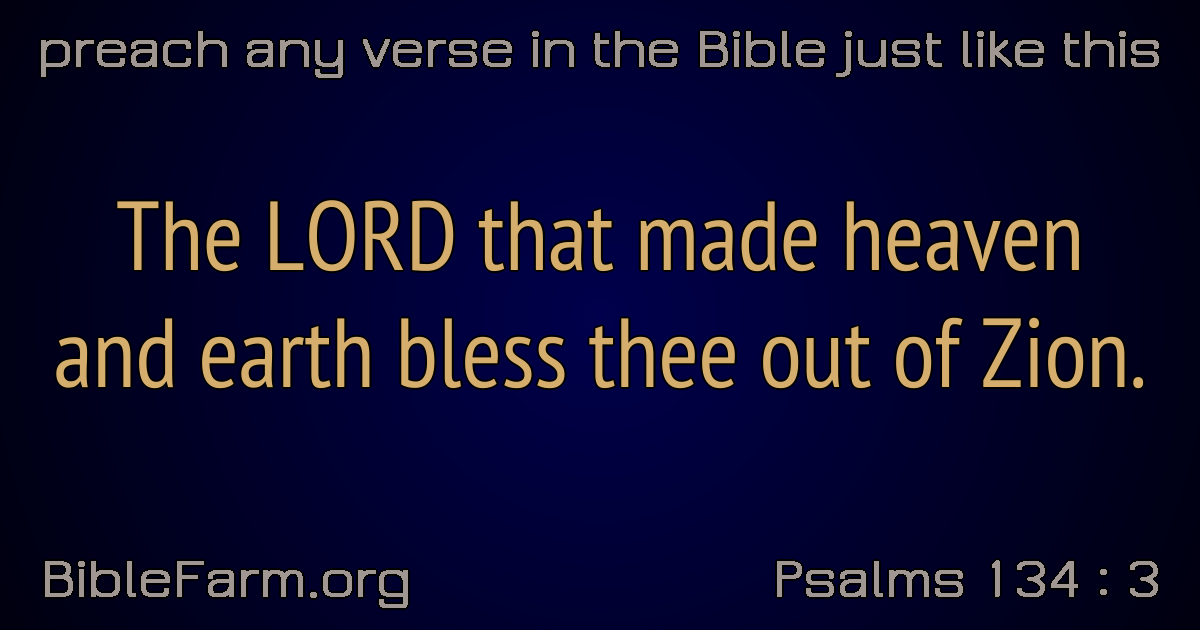 preach any verse in the Bible just like this
The LORD that made heaven
and earth bless thee out of Zion.
BibleFarm.org
Psalms 134 : 3